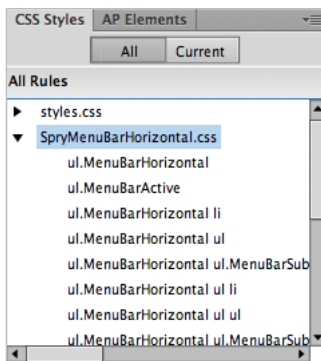 CSS Styles AP Elements
All Current
All Rules
styles.css
SpryMenuBarHorizontal.css
ul.MenuBarHorizontal
ul.MenuBarActive
ul.MenuBarHorizontal li
ul.MenuBarHorizontal ul
ul.MenuBarHorizontal ul.MenuBarSub
ul.MenuBarHorizontal ul li
ul.MenuBarHorizontal ul ul
ul.MenuBarHorizontal ul.MenuBarSub